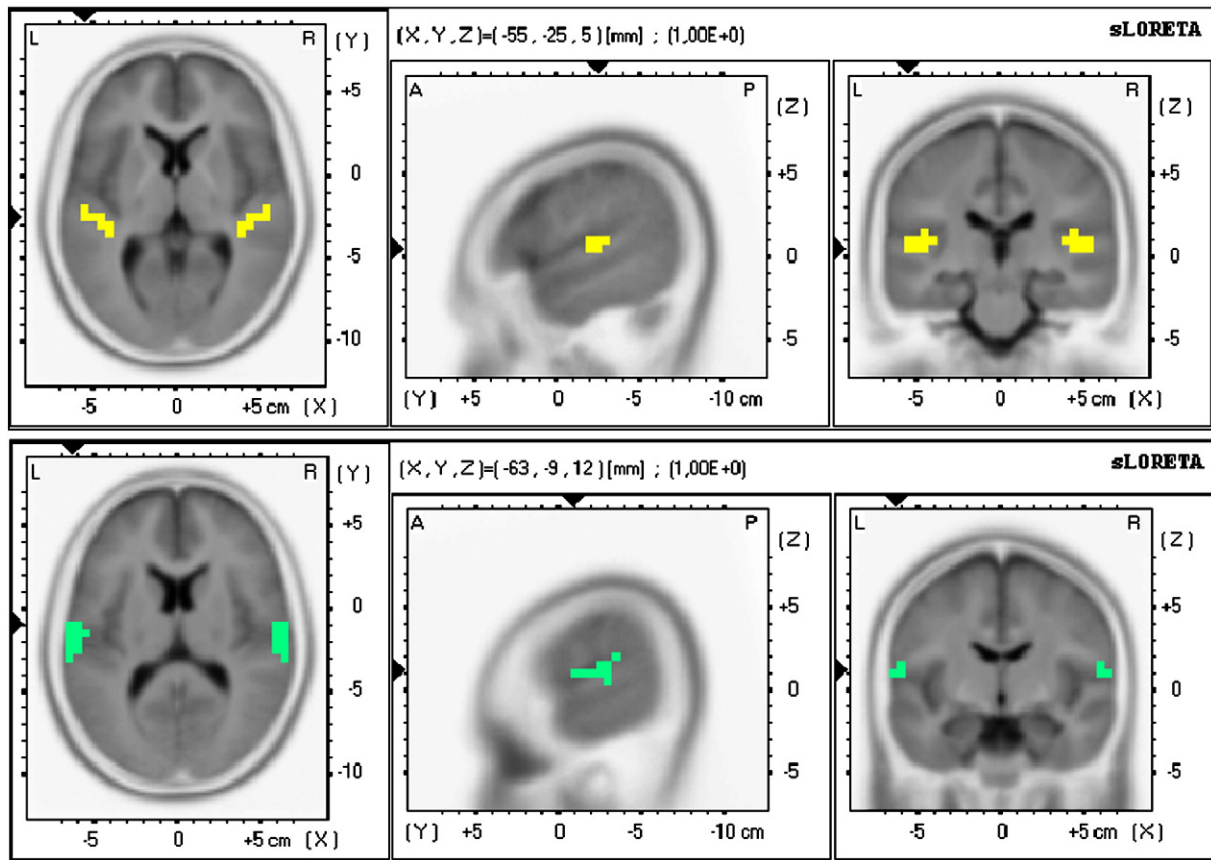 (X, Y, Z)=(-55, -25, 5) [mm] ; (1,00E+0) sLORETA
L R (Y)
+5
0
-5
-10
-5 0 +5 cm (X)
A P (Z)
+5
0
-5
(Y) +5 0 -5 -10 cm
L R (Z)
+5
0
-5
-5 0 +5 cm (X)
(X, Y, Z)=(-63, -9, 12) [mm] ; (1,00E+0) sLORETA
L R (Y)
+5
0
-5
-10
-5 0 +5 cm (X)
A P (Z)
+5
0
-5
(Y) +5 0 -5 -10 cm
L R (Z)
+5
0
-5
-5 0 +5 cm (X)